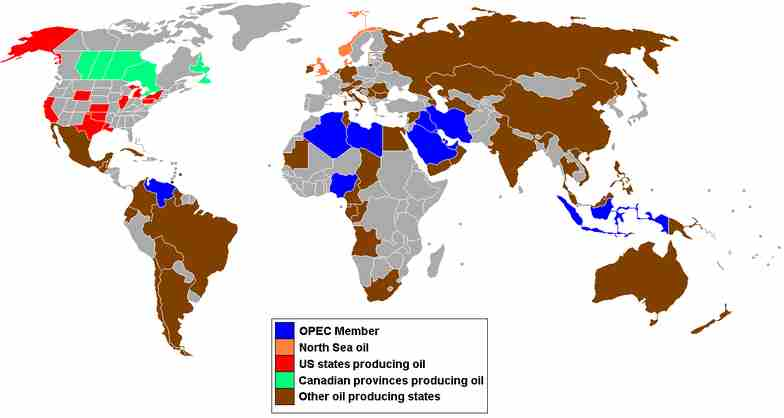 OPEC Member
North Sea oil
US states producing oil
Canadian provinces producing oil
Other oil producing states